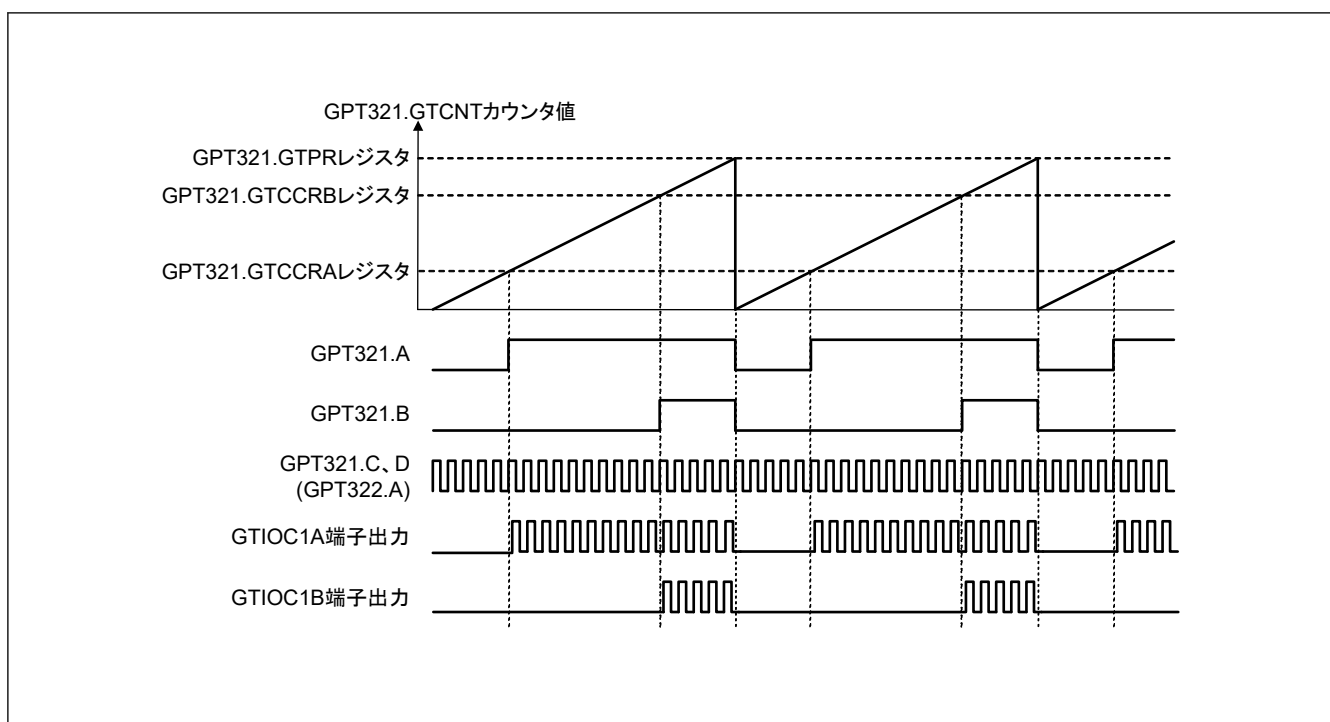 GPT321.GTCNTカウンタ値
GPT321.GTPRレジスタ
GPT321.GTCCRBレジスタ
GPT321.GTCCRAレジスタ
GPT321.A
GPT321.B
GPT321.C、D
(GPT322.A)
GTIOC1A端子出力
GTIOC1B端子出力